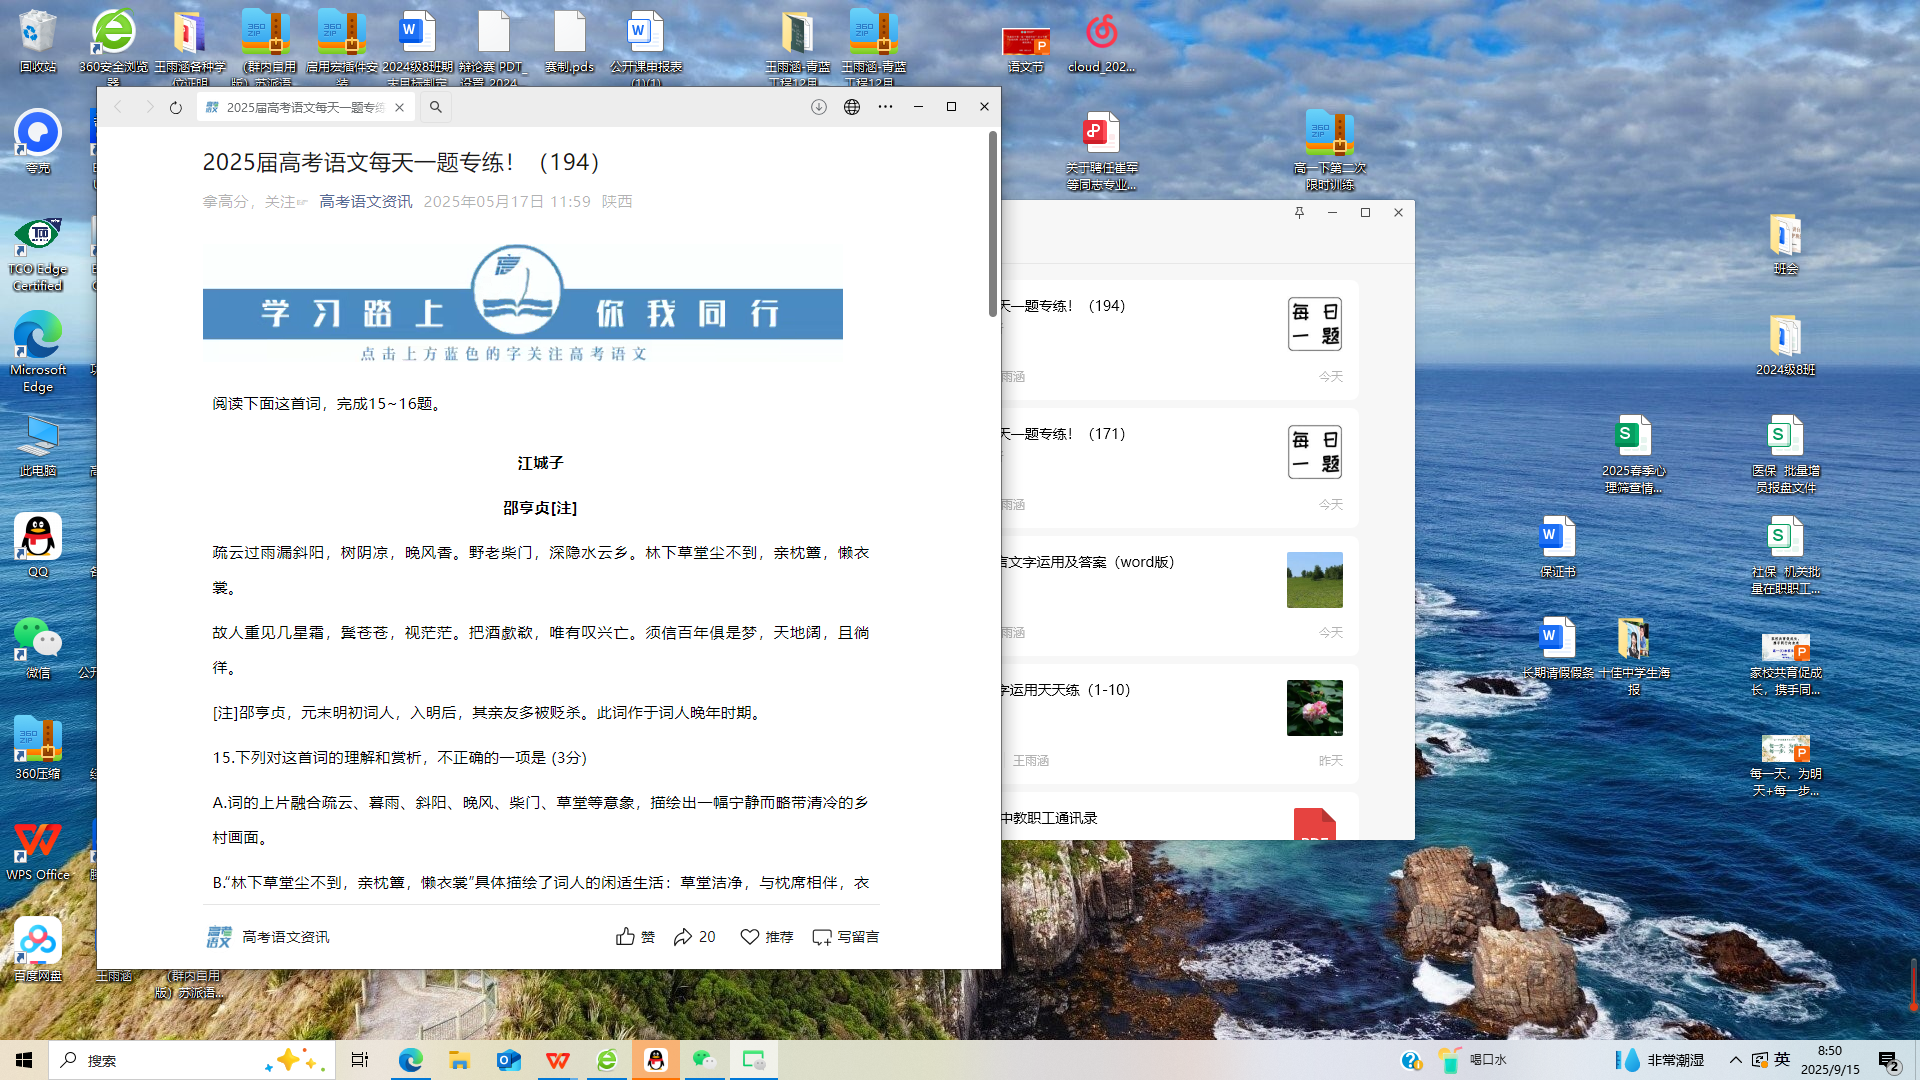 回收站
360安全浏览器
王雨涵各种学位证明
(群内自用版）苏派语...
启用宏插件安装
2024级8班期
辩论赛 PDT_设置 2024
赛制.pds
公开课申报表(1)(1)
王雨涵-青蓝工程12月
王雨涵-青蓝工程12月
语文节
cloud_202...
夸克
TCO Edge Certified
Microsoft Edge
此电脑
QQ
微信
360压缩
WPS Office
百度网盘
王雨涵
(群内自用版）苏派语...
2025届高考语文每天一题专练
2025届高考语文每天一题专练！（194）
拿高分，关注☞ 高考语文资讯 2025年05月17日 11:59 陕西
学习路上 你我同行
点击上方蓝色的字关注高考语文
阅读下面这首词，完成15~16题。
江城子
邵亨贞[注]
疏云过雨漏斜阳，树阴凉，晚风香。野老柴门，深隐水云乡。林下草堂尘不到，亲枕簟，懒衣
裳。
故人重见几星霜，鬓苍苍，视茫茫。把酒歔欷，唯有叹兴亡。须信百年俱是梦，天地阔，且徜
徉。
[注]邵亨贞，元末明初词人，入明后，其亲友多被贬杀。此词作于词人晚年时期。
15.下列对这首词的理解和赏析，不正确的一项是 (3分)
A.词的上片融合疏云、暮雨、斜阳、晚风、柴门、草堂等意象，描绘出一幅宁静而略带清冷的乡
村画面。
B.“林下草堂尘不到，亲枕簟，懒衣裳”具体描绘了词人的闲适生活：草堂洁净，与枕席相伴，衣
高考语文资讯
赞 20 推荐 写留言
天一题专练！（194）
每日一题
雨涵 今天
天一题专练！（171）
每日一题
雨涵 今天
言文字运用及答案（word版）
雨涵 今天
字运用天天练（1-10）
王雨涵 昨天
中教职工通讯录
关于聘任崔军等同志专业...
高一下第二次限时训练
班会
2024级8班
2025春季心理筛查情...
医保_批量增员报盘文件
保证书
社保_机关批量在职职工...
长期请假假条
十佳中学生海报
家校共育促成长，携手同...
每一天，为明天+每一步...
搜索
喝口水
非常潮湿
英
8:50
2025/9/15
2